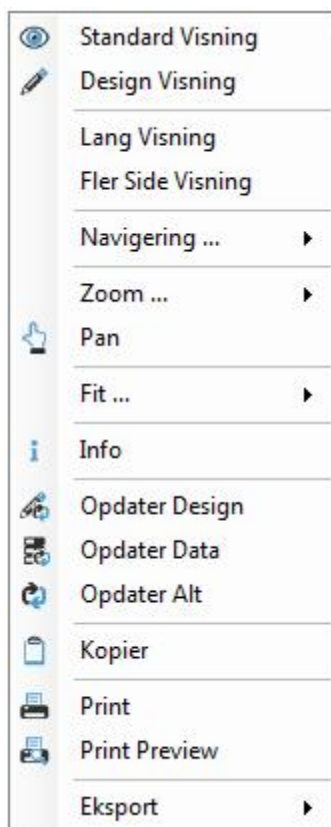 Standard Visning
Design Visning
Lang Visning
Fler Side Visning
Navigering ...
Zoom ...
Pan
Fit ...
Info
Opdater Design
Opdater Data
Opdater Alt
Kopier
Print
Print Preview
Eksport